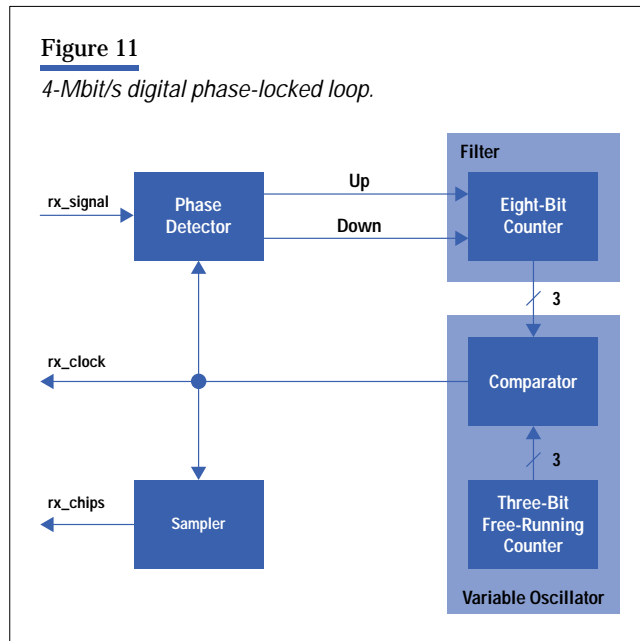 Figure 11
4-Mbit/s digital phase-locked loop.
Filter
rx_signal
Phase
Detector
Up
Down
Eight-Bit
Counter
3
rx_clock
Comparator
3
rx_chips
Sampler
Three-Bit
Free-Running
Counter
Variable Oscillator